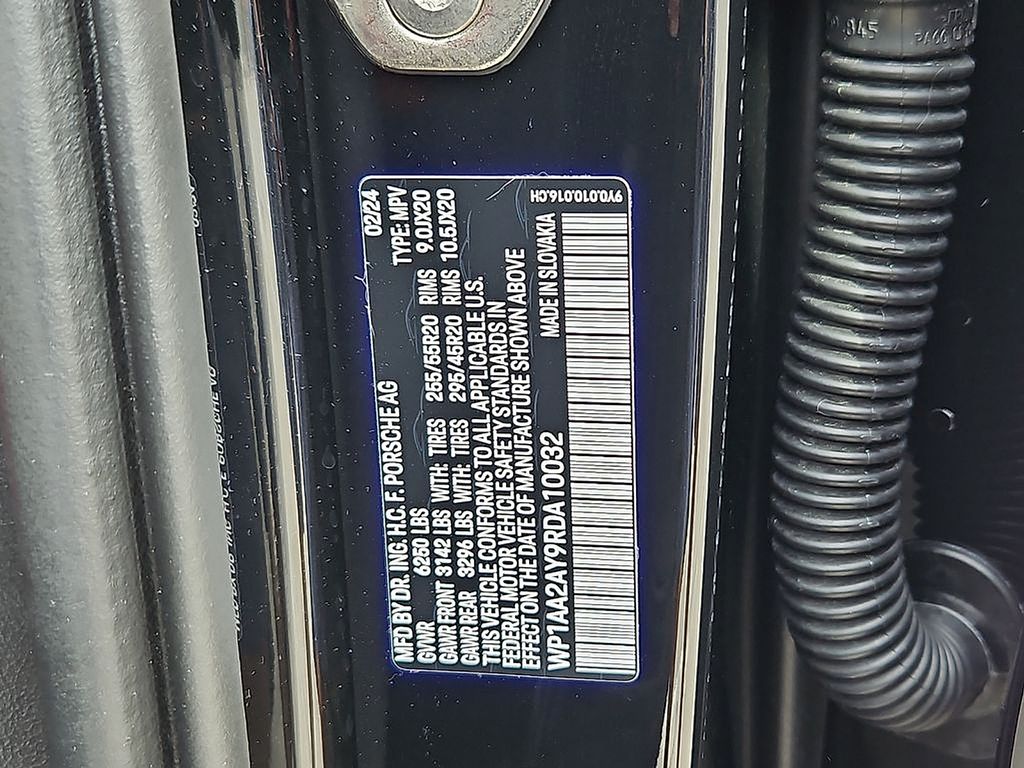 MFD BY DR. ING. H.C. F. PORSCHE AG 02/24
GVWR 6250 LBS TYPE: MPV
GAWR FRONT 3142 LBS WITH: TIRES 265/55R20 RIMS 9.0JX20
GAWR REAR 3296 LBS WITH: TIRES 295/45R20 RIMS 10.5JX20
THIS VEHICLE CONFORMS TO ALL APPLICABLE U.S.
FEDERAL MOTOR VEHICLE SAFETY STANDARDS IN
EFFECT ON THE DATE OF MANUFACTURE SHOWN ABOVE
WP1AA2AY9RDA10032 MADE IN SLOVAKIA
9Y0.010.016.CH
845